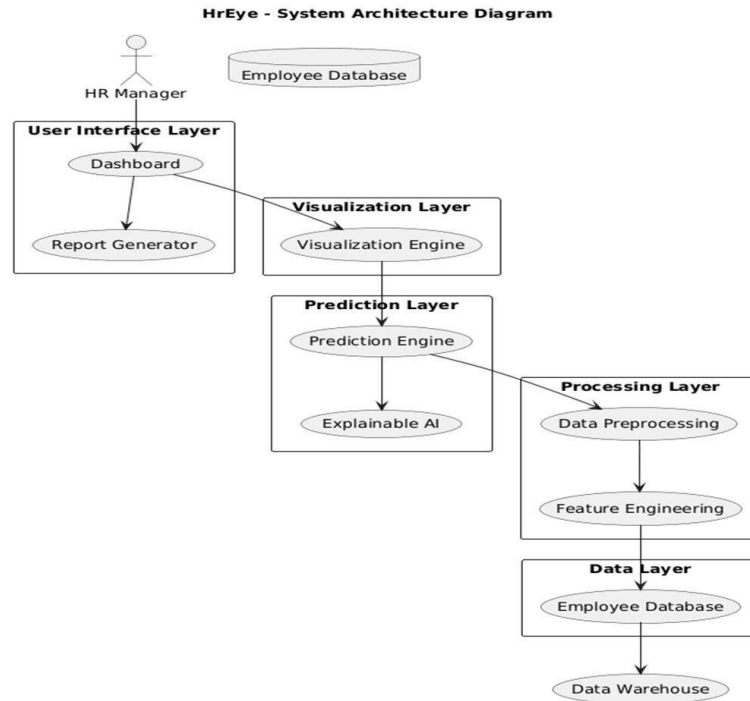 HrEye - System Architecture Diagram
HR Manager
Employee Database
User Interface Layer
Dashboard
Report Generator
Visualization Layer
Visualization Engine
Prediction Layer
Prediction Engine
Explainable AI
Processing Layer
Data Preprocessing
Feature Engineering
Data Layer
Employee Database
Data Warehouse